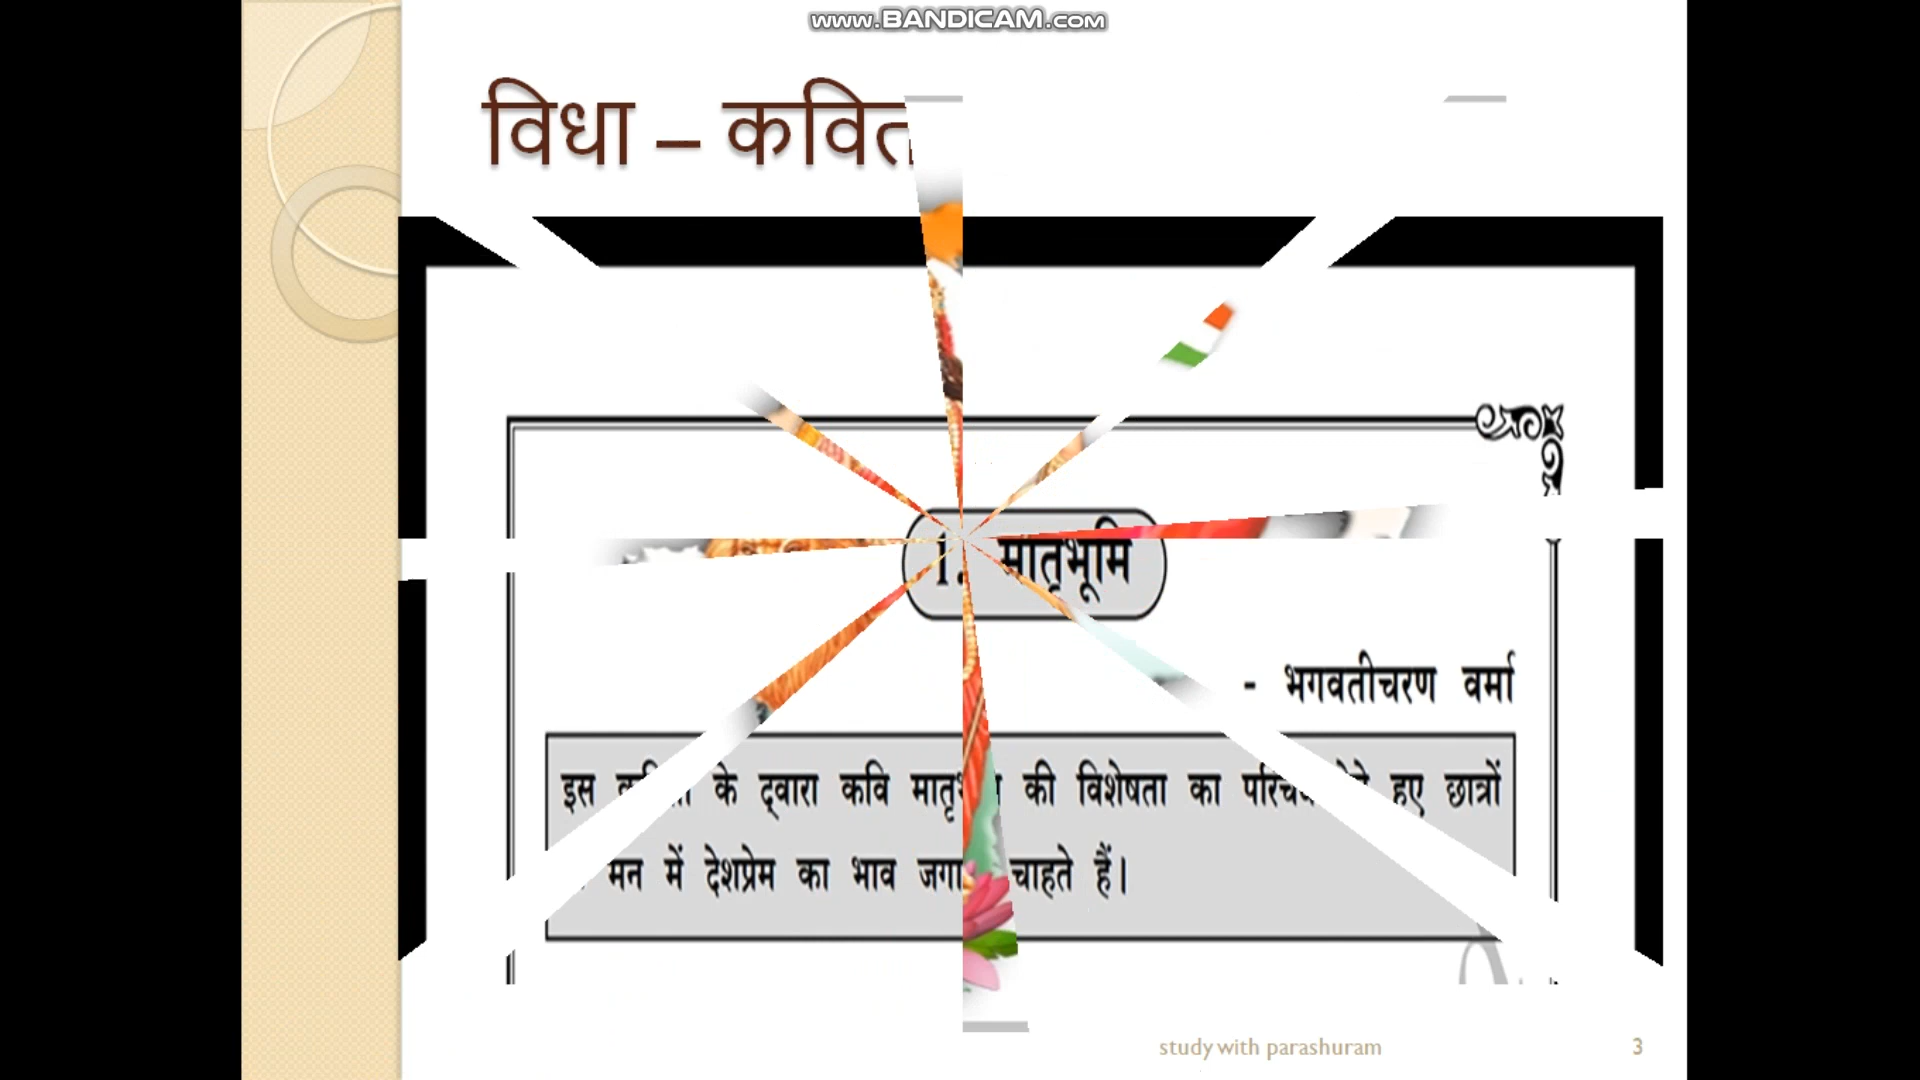 www.BANDICAM.com
विधा – कवित
1. मातृभूमि
- भगवतीचरण वर्मा
इस के द्वारा कवि की विशेषता का हुए छात्रों
मन में देशप्रेम का भाव चाहते हैं।
study with parashuram
3